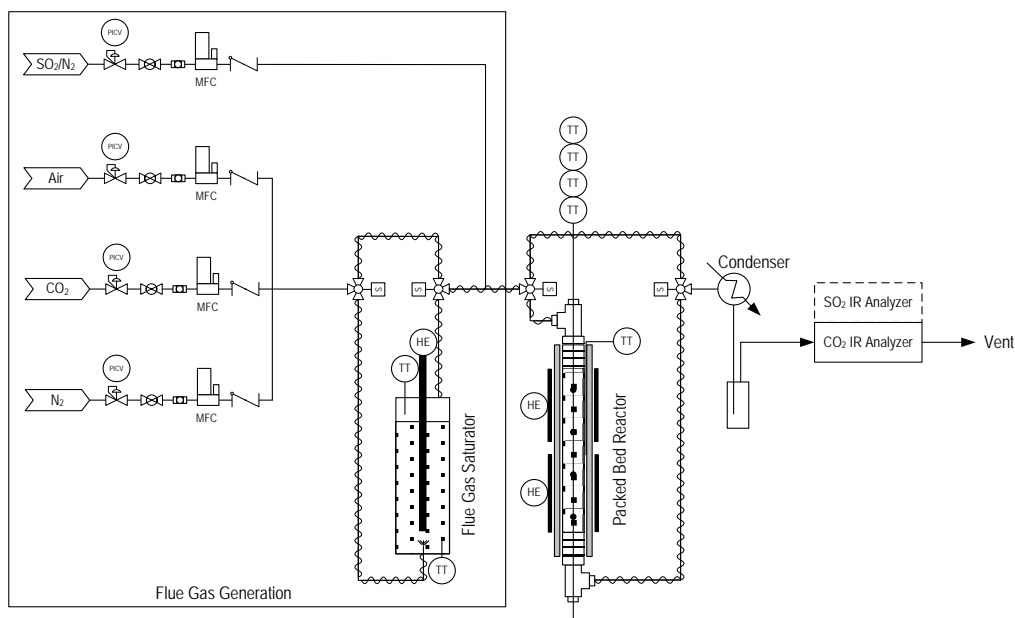 PICV
SO2/N2
MFC
PICV
Air
MFC
PICV
CO2
MFC
PICV
N2
MFC
S
S
HE
TT
TT
Flue Gas Saturator
Flue Gas Generation
TT
TT
TT
TT
S
S
TT
HE
HE
Packed Bed Reactor
Condenser
SO2 IR Analyzer
CO2 IR Analyzer
Vent